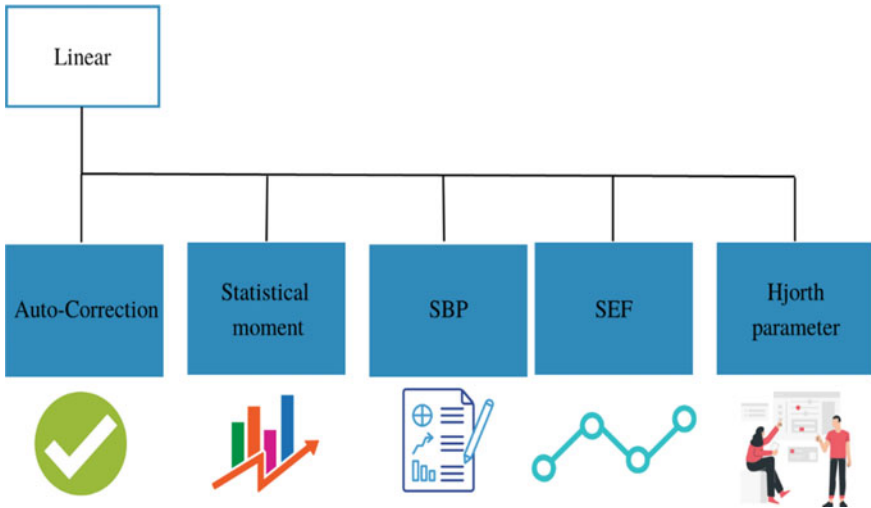 Linear
Auto-Correction
Statistical
moment
SBP
SEF
Hjorth
parameter